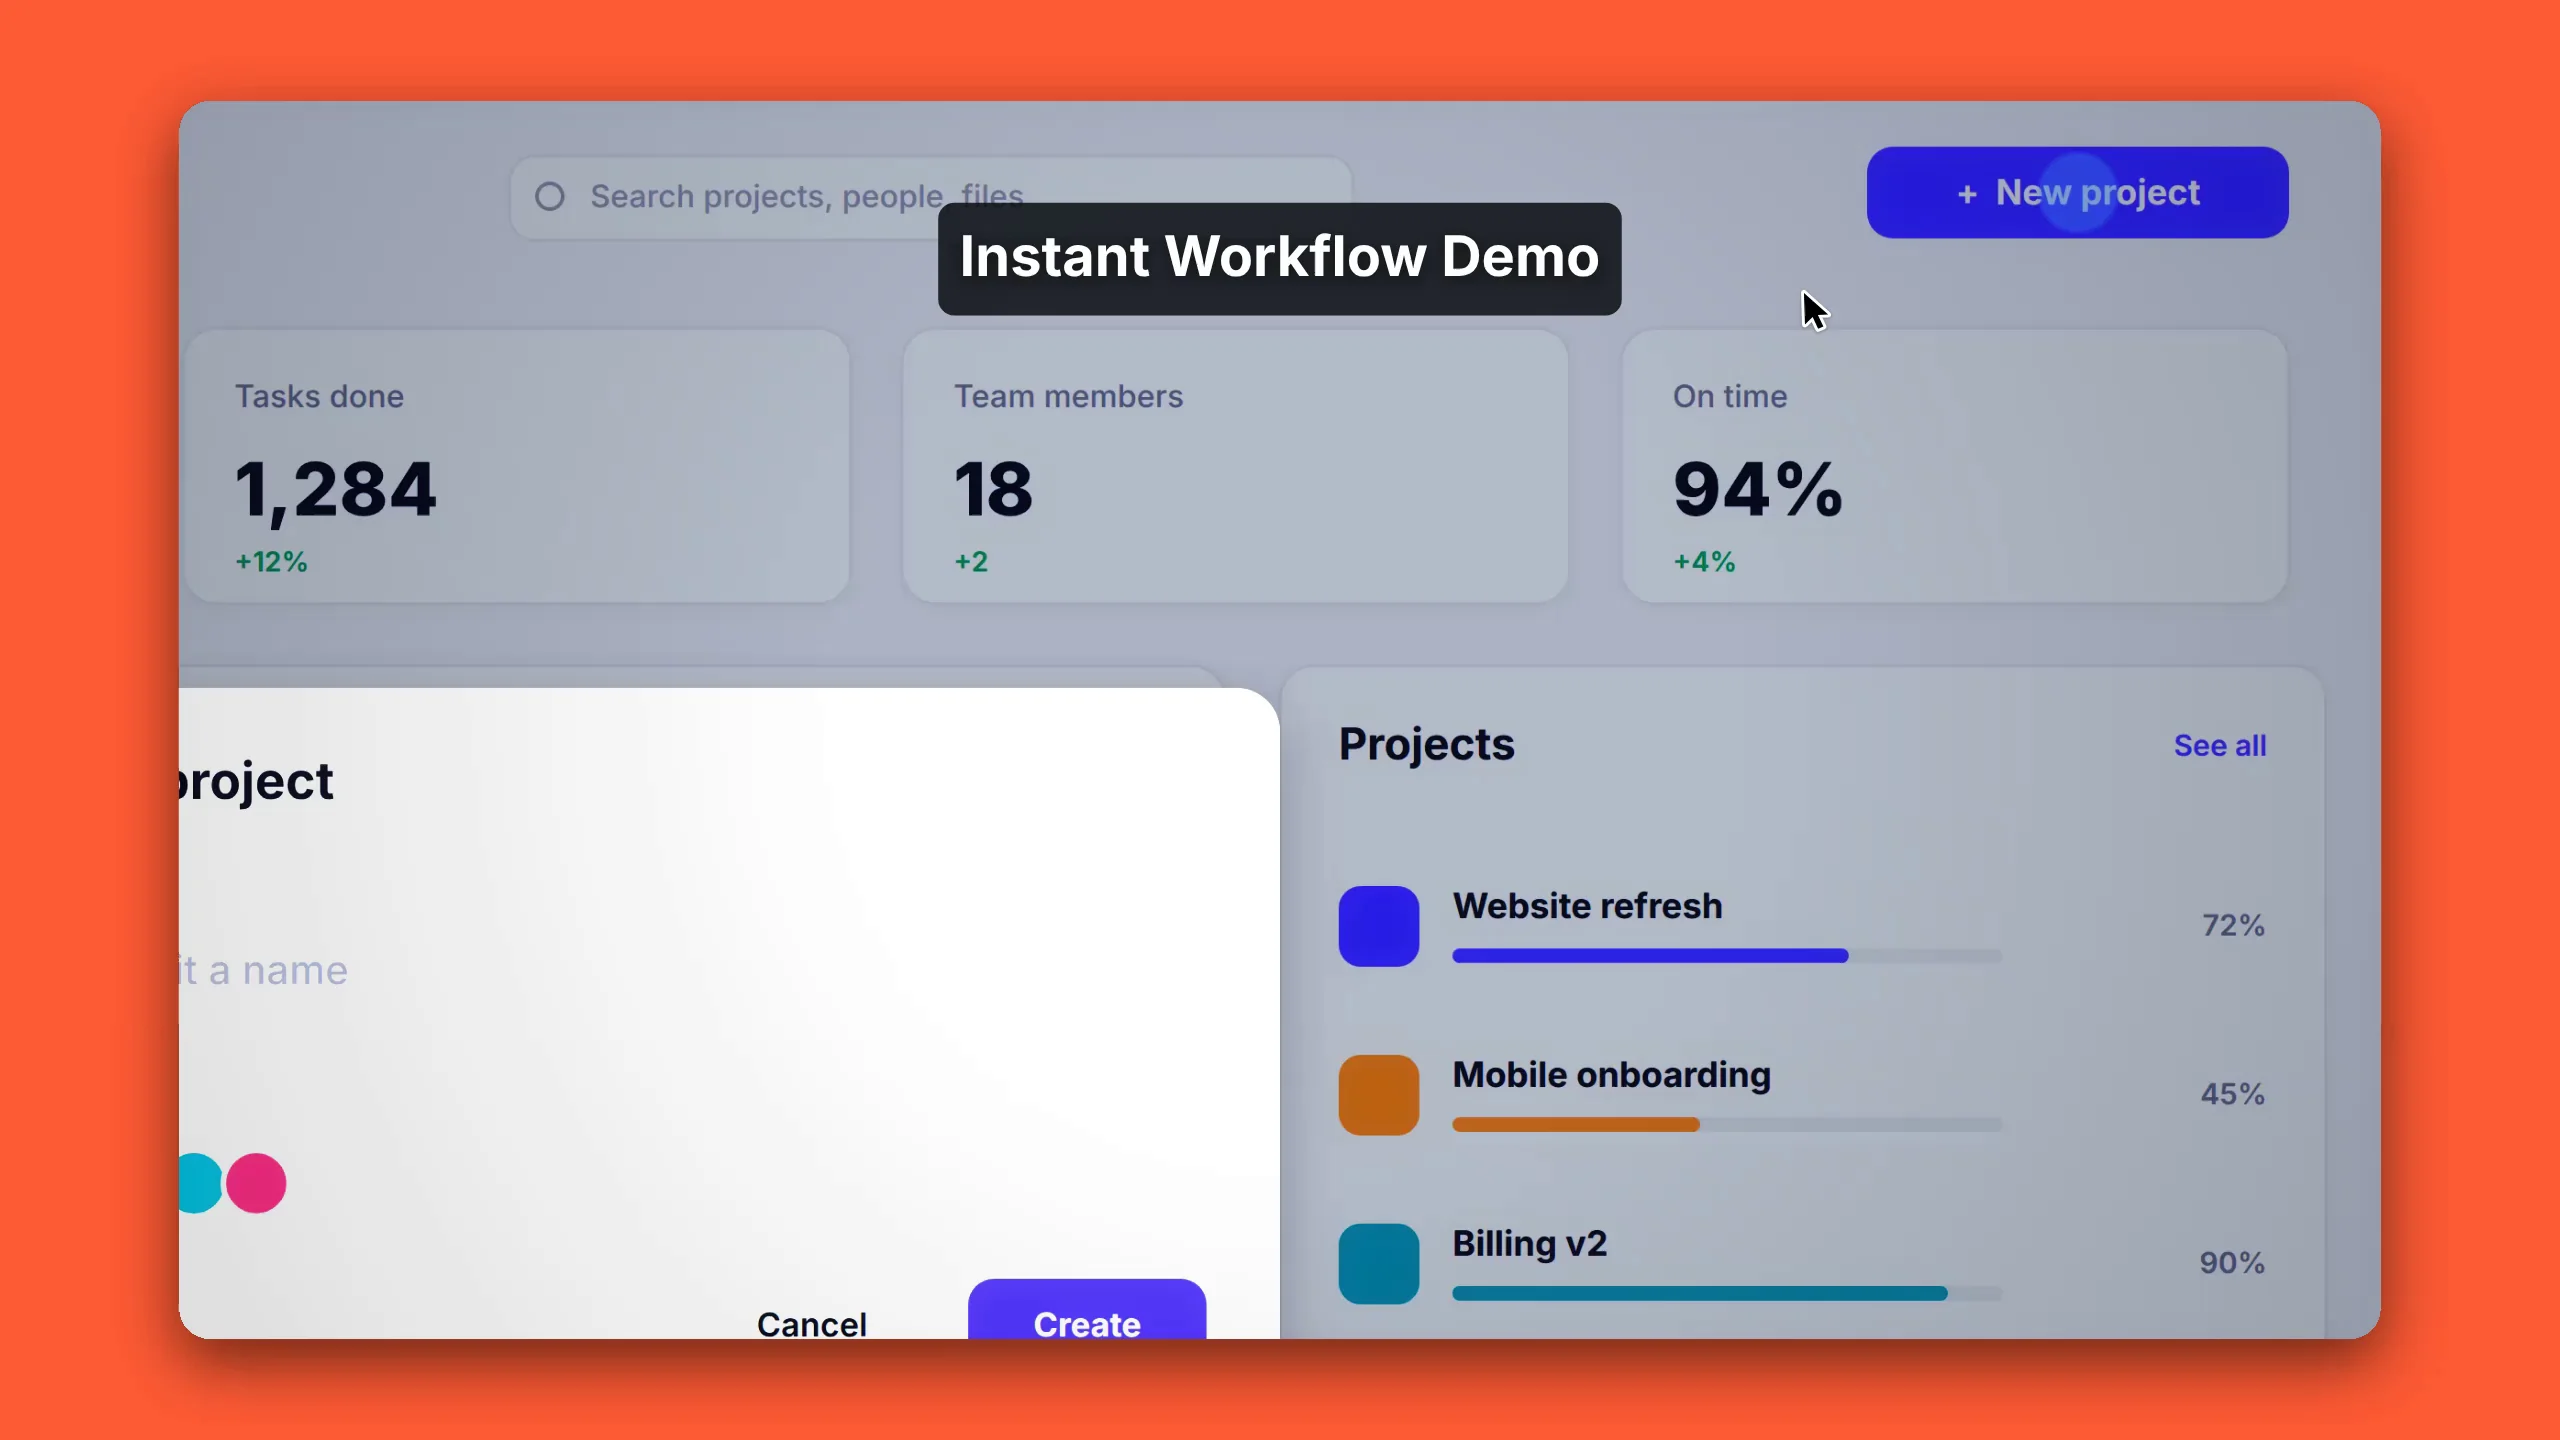 Search projects, people, files
+ New project
Instant Workflow Demo
Tasks done
1,284
+12%
Team members
18
+2
On time
94%
+4%
project
it a name
Cancel
Create
Projects
See all
Website refresh
72%
Mobile onboarding
45%
Billing v2
90%